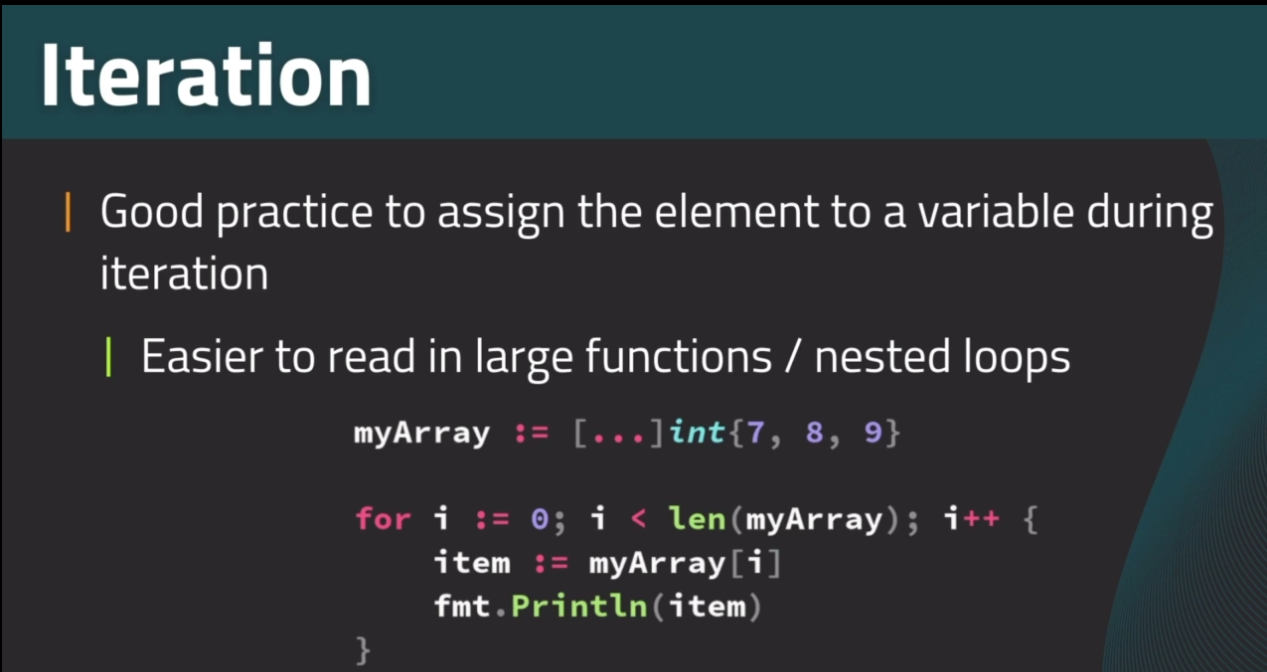 Iteration
Good practice to assign the element to a variable during
iteration
Easier to read in large functions / nested loops
myArray := [...]int{7, 8, 9}
for i := 0; i < len(myArray); i++ {
    item := myArray[i]
    fmt.Println(item)
}